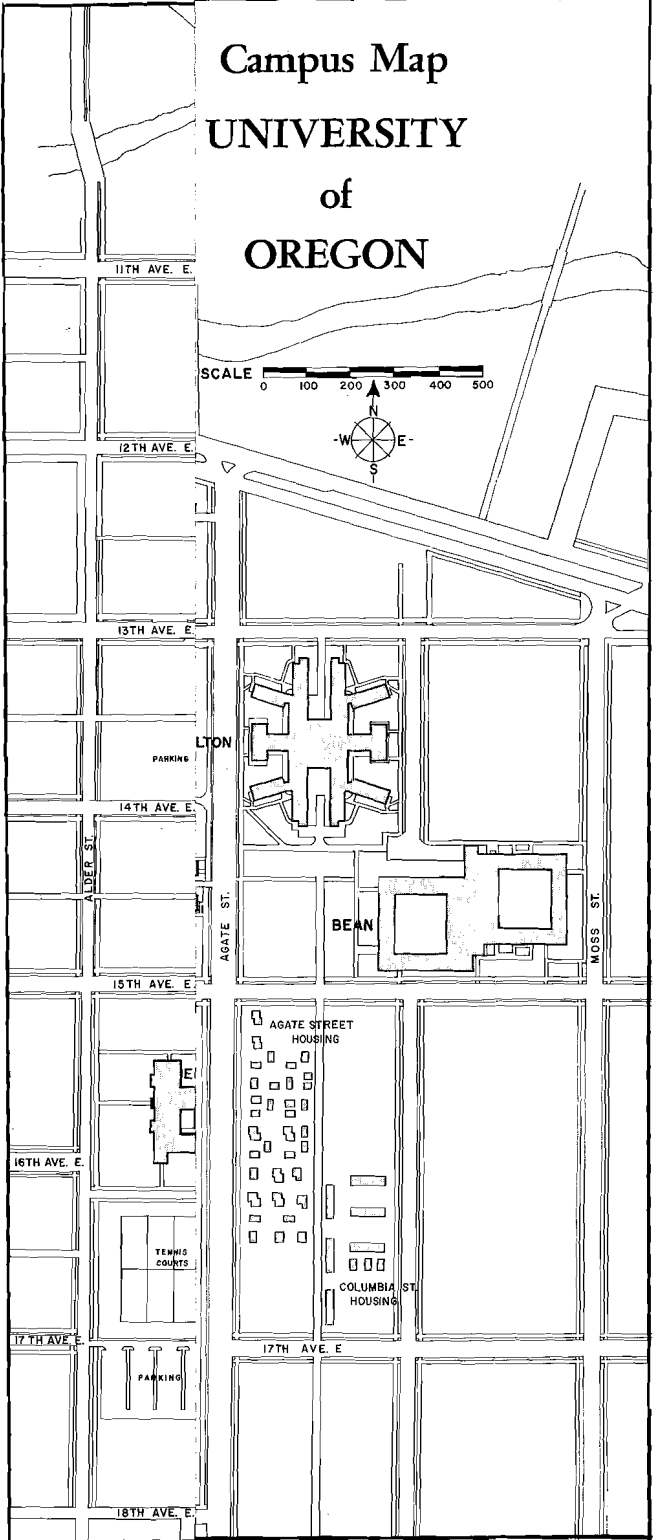 Campus Map
UNIVERSITY
of
OREGON
11TH AVE. E.
SCALE
0 100 200 300 400 500
N
-W E-
S
12TH AVE. E.
13TH AVE. E.
LTON
PARKING
14TH AVE. E.
ALDER ST.
AGATE ST.
BEAN
MOSS ST.
15TH AVE. E.
AGATE STREET
HOUSING
E
16TH AVE. E.
TENNIS
COURTS
COLUMBIA ST.
HOUSING
17TH AVE. E.
17TH AVE. E
PARKING
18TH AVE. E.